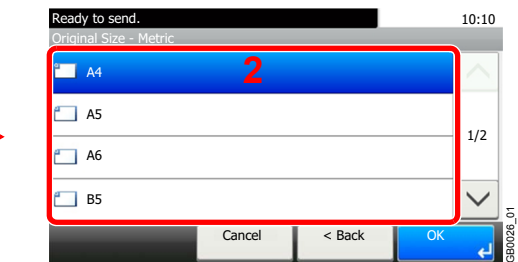 Ready to send. 10:10
Original Size - Metric
A4 2
A5
1/2
A6
B5
Cancel < Back OK
GB0026_01